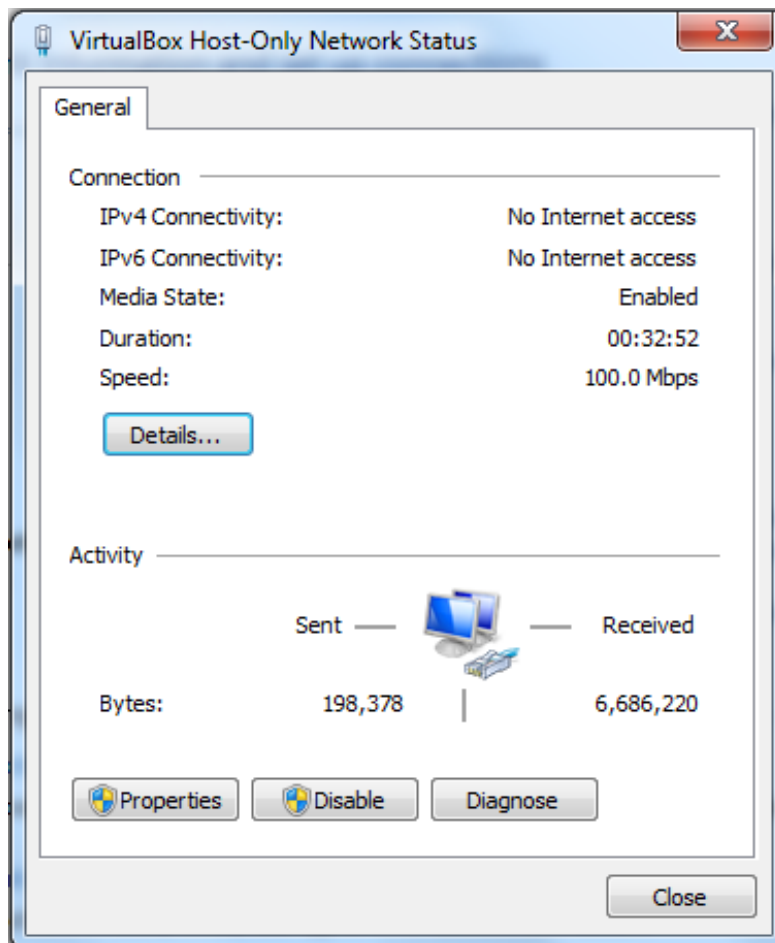 VirtualBox Host-Only Network Status
General
Connection
IPv4 Connectivity: No Internet access
IPv6 Connectivity: No Internet access
Media State: Enabled
Duration: 00:32:52
Speed: 100.0 Mbps
Details...
Activity
Sent Received
Bytes: 198,378 6,686,220
Properties Disable Diagnose
Close